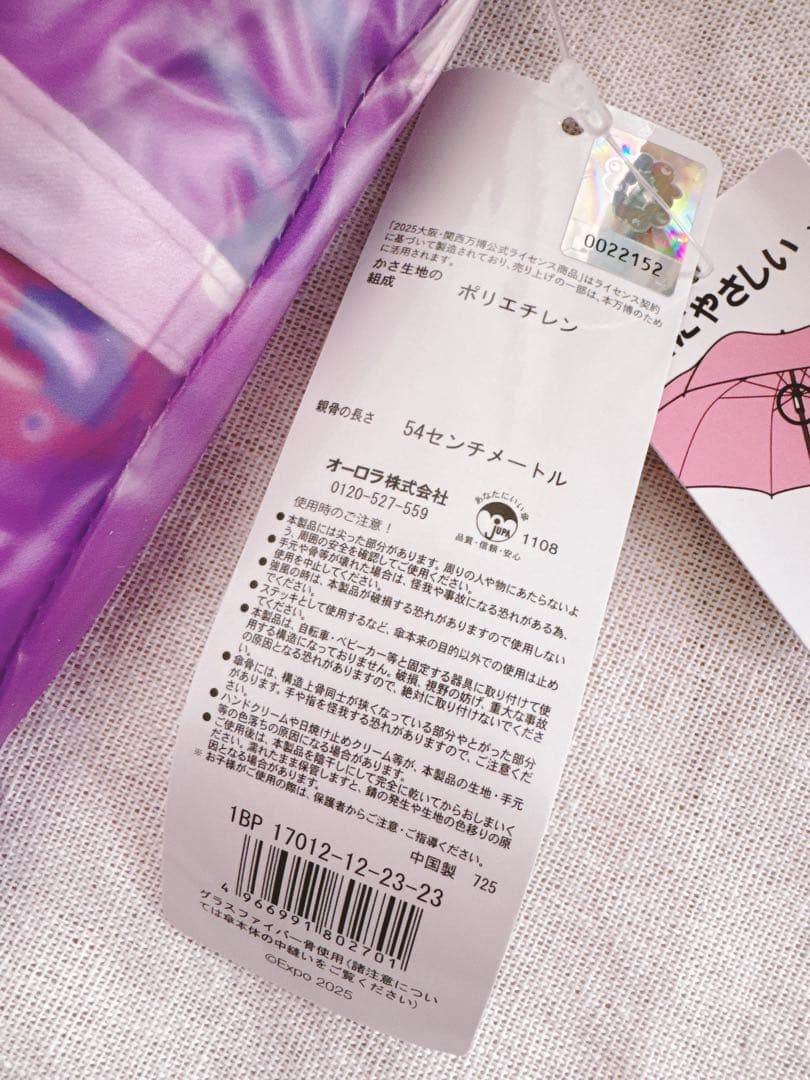 0022152
「2025大阪・関西万博公式ライセンス商品」はライセンス契約
に基づいて製造されており、売り上げの一部は、本万博のため
に活用されます。
かさ生地の
組成
ポリエチレン
親骨の長さ 54センチメートル
オーロラ株式会社
0120-527-559
あなたにいい傘
JUPA
品質・信頼・安心
1108
使用時のご注意!
●本製品には尖った部分があります。周りの人や物にあたらないよ
う、周囲の安全を確認してご使用ください。
●手元や骨等が壊れた場合は、怪我や事故になる恐れがある為、
使用を中止してください。
●強風の時は、本製品が破損する恐れがありますので使用しない
でください。
●ステッキとして使用するなど、傘本来の目的以外での使用は止め
てください。
●本製品は、自転車・ベビーカー等と固定する器具に取り付けて使
用する構造になっておりません。破損、視野の妨げ、重大な事故
の原因となる恐れがありますので、絶対に取り付けないでくださ
い。
●傘骨には、構造上骨同士が狭くなっている部分やとがった部分
があります。手や指を怪我する恐れがありますので、ご注意くだ
さい。
●ハンドクリームや日焼け止めクリーム等が、本製品の生地・手元
等の色落ちの原因になる場合があります。
●ご使用後は、本製品を陰干しにして完全に乾いてからおしまいく
ださい。濡れたまま保管しますと、錆の発生や生地の色移りの原
因となる場合があります。
※お子様がご使用の際は、保護者からご注意・ご指導ください。
1BP 17012-12-23-23
中国製 725
4 966991 802701
グラスファイバー骨使用(諸注意につい
ては傘本体の中縫いをご覧ください)
©Expo 2025
にやさしい